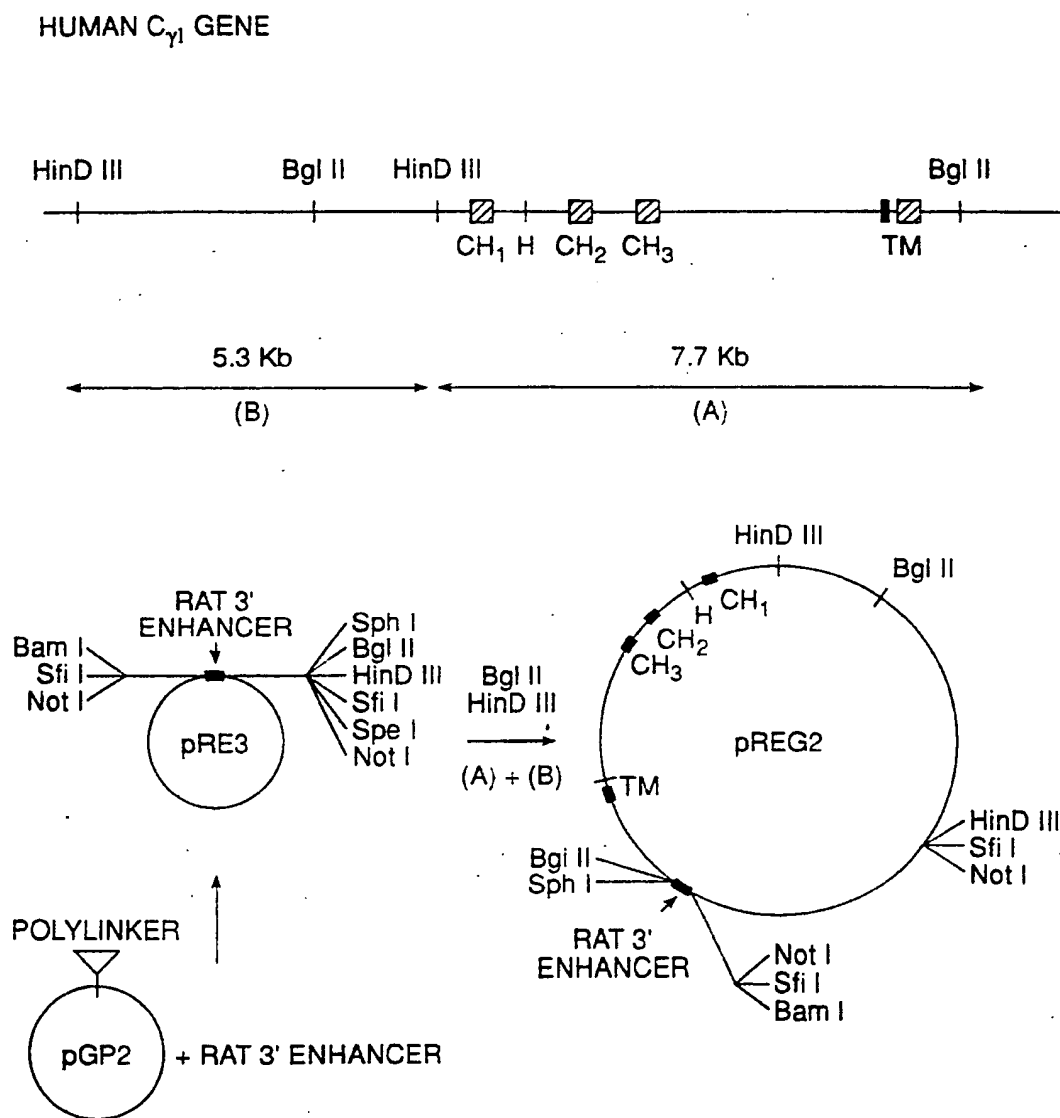 HUMAN Cγ1 GENE
HinD III
Bgl II
HinD III
Bgl II
CH1
H
CH2
CH3
TM
5.3 Kb
7.7 Kb
(B)
(A)
RAT 3'
ENHANCER
Bam I
Sfi I
Not I
Sph I
Bgl II
HinD III
Sfi I
Spe I
Not I
pRE3
Bgl II
HinD III
(A) + (B)
HinD III
Bgl II
CH1
H
CH2
CH3
pREG2
TM
Bgi II
Sph I
HinD III
Sfi I
Not I
RAT 3'
ENHANCER
Not I
Sfi I
Bam I
POLYLINKER
pGP2
+ RAT 3' ENHANCER